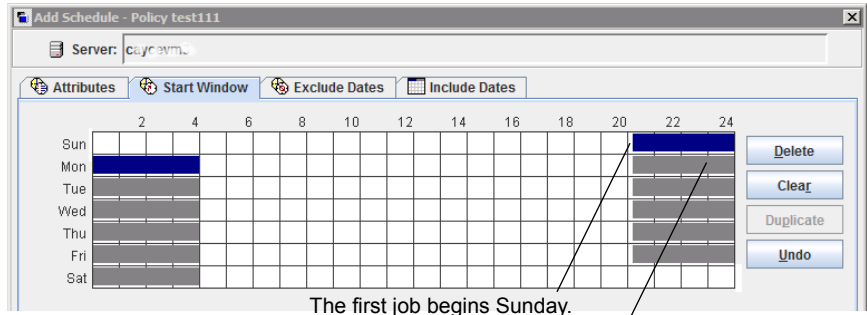 Add Schedule - Policy test111
Server:
Attributes Start Window Exclude Dates Include Dates
2 4 6 8 10 12 14 16 18 20 22 24
Sun
Mon
Tue
Wed
Thu
Fri
Sat
Delete
Clear
Duplicate
Undo
The first job begins Sunday.